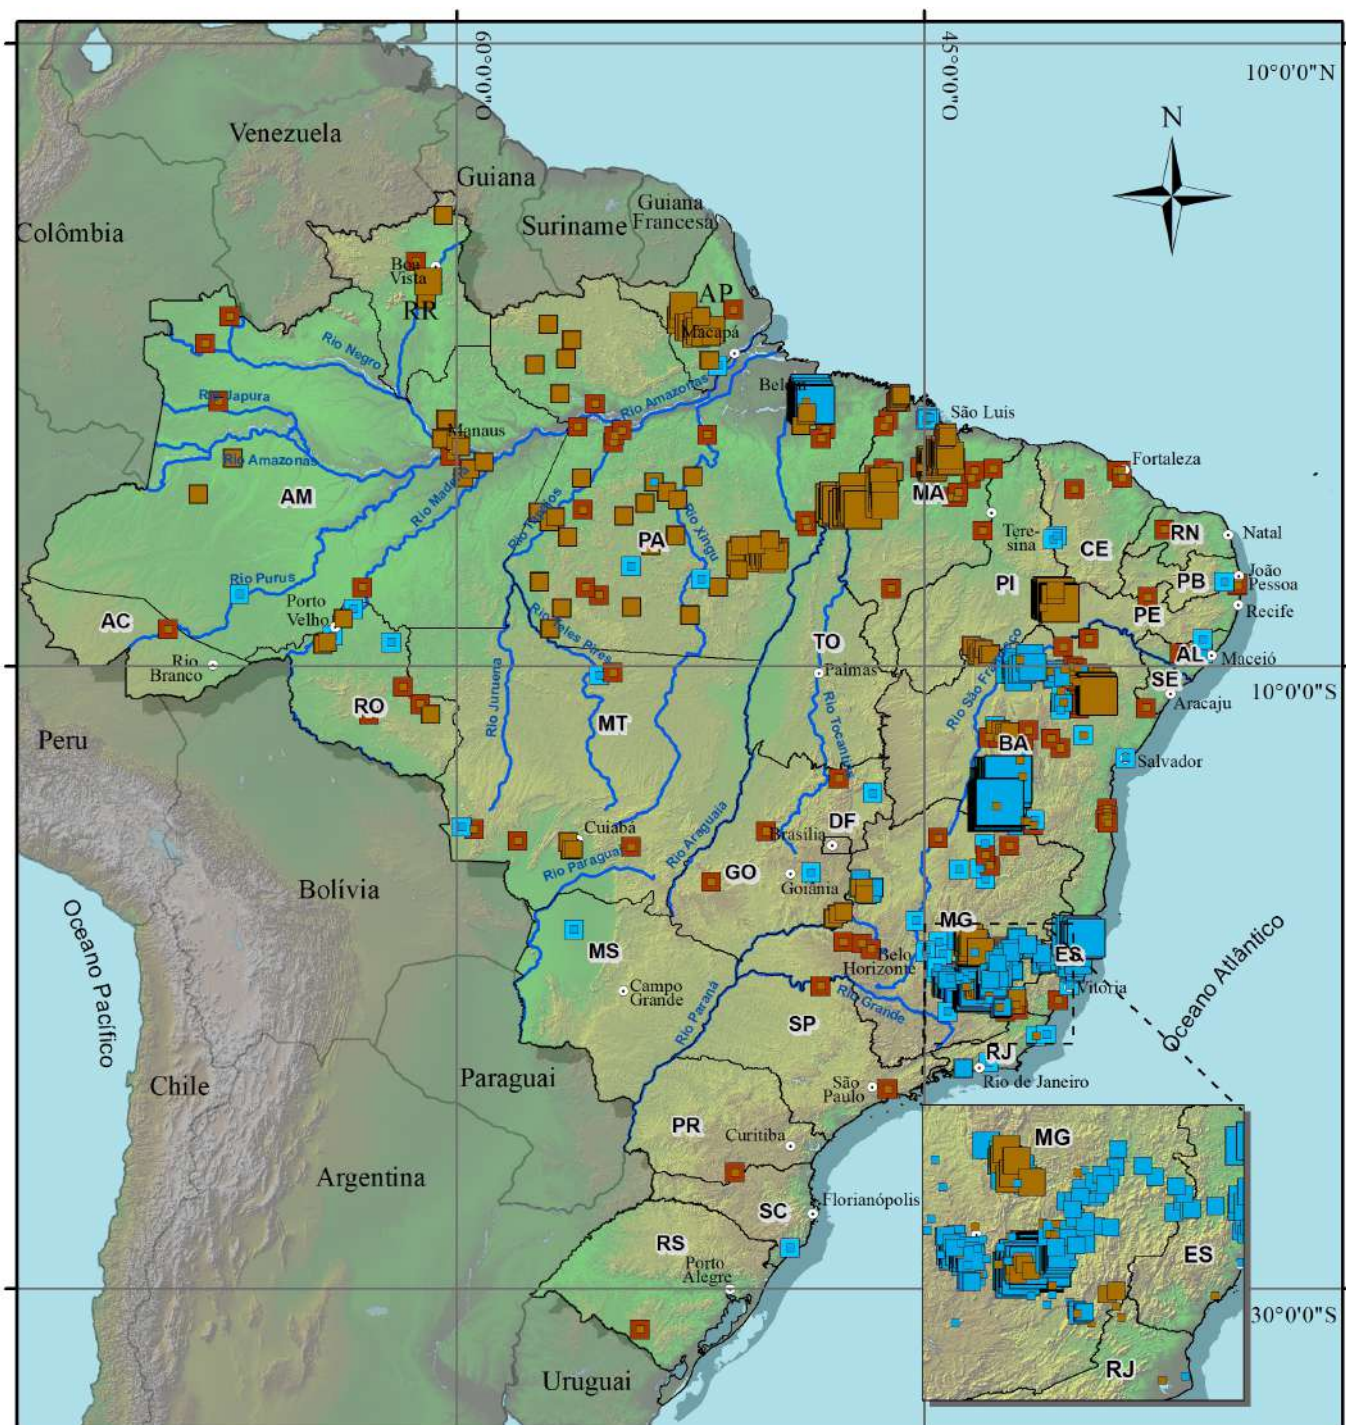 60°0'0"O
45°0'0"O
10°0'0"N
N
Venezuela
Guiana
Guiana
Francesa
Suriname
Colômbia
Boa
Vista
RR
AP
Macapá
Rio Negro
Rio Japura
Rio Amazonas
Belém
São Luis
Manaus
Rio Amazonas
Fortaleza
AM
Rio Madeira
MA
Rio Xingu
PA
Tere-
sina
CE
RN
Natal
Rio Purus
PI
PB
João
Pessoa
Porto
Velho
PE
Recife
AC
Rio Teles Pires
TO
Rio
Branco
Palmas
AL
Maceió
SE
10°0'0"S
Aracaju
Rio São Francisco
RO
Rio Juruena
MT
Rio Tocantins
Peru
BA
Salvador
Cuiabá
DF
Brasília
Rio Paraguai
Rio Araguaia
GO
Goiânia
Bolívia
Oceano Pacífico
MG
MS
Belo
Horizonte
ES
Oceano Atlântico
Campo
Grande
Vitória
Rio Grande
Rio Paraná
SP
RJ
Rio de Janeiro
Paraguai
São
Paulo
Chile
PR
Curitiba
MG
Argentina
SC
Florianópolis
RS
Porto
Alegre
ES
30°0'0"S
RJ
Uruguai